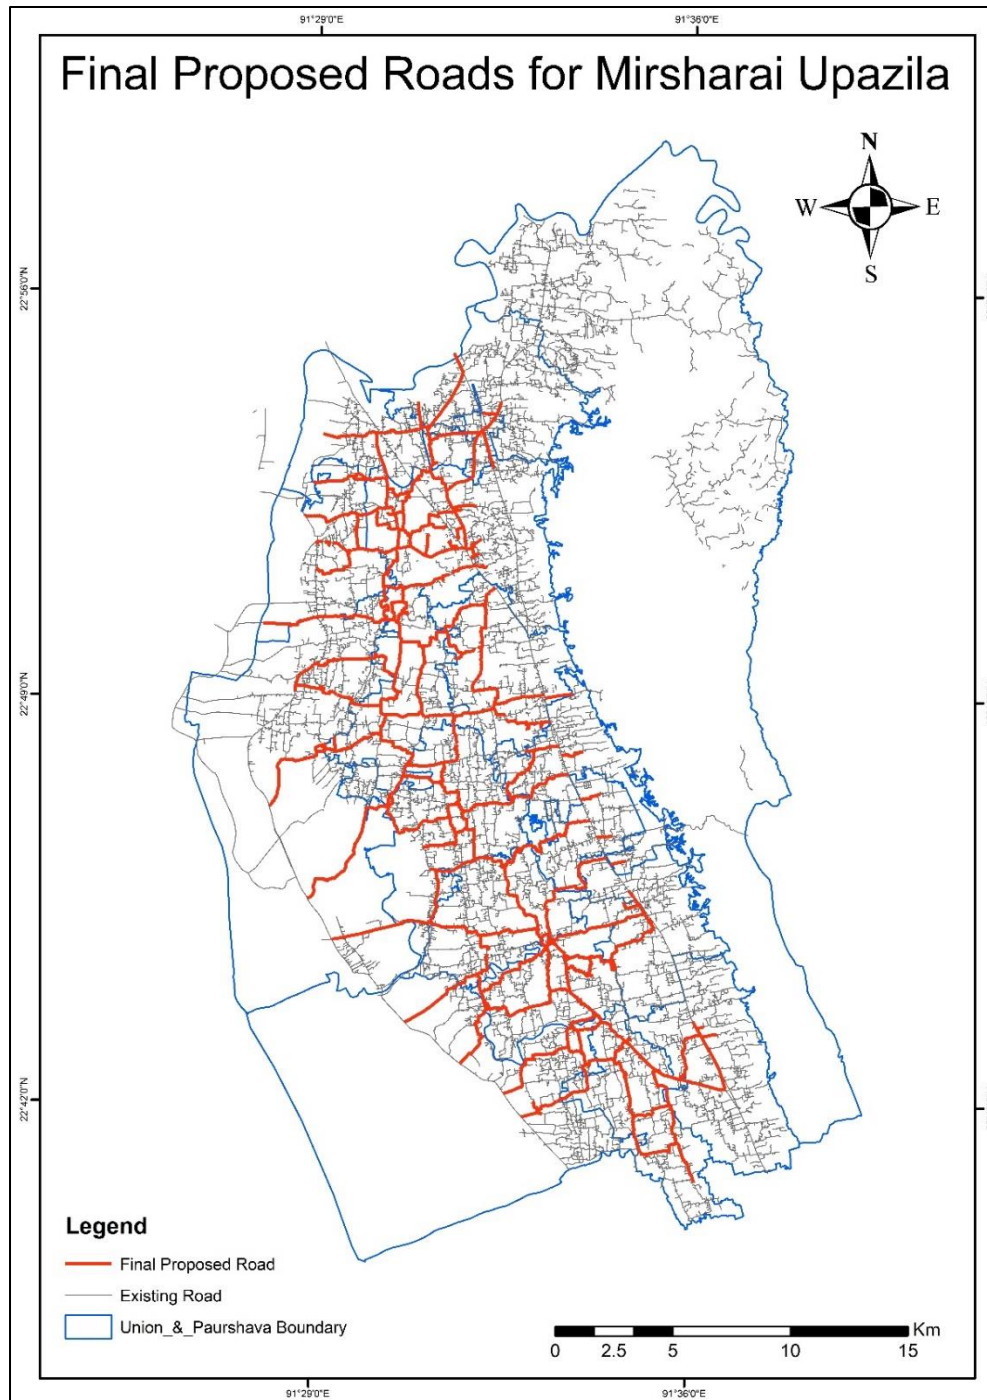 91°29'0"E
91°36'0"E
Final Proposed Roads for Mirsharai Upazila
N
W
E
S
22°56'0"N
22°49'0"N
22°42'0"N
Legend
Final Proposed Road
Existing Road
Union_&_Paurshava Boundary
Km
0 2.5 5 10 15
91°29'0"E
91°36'0"E